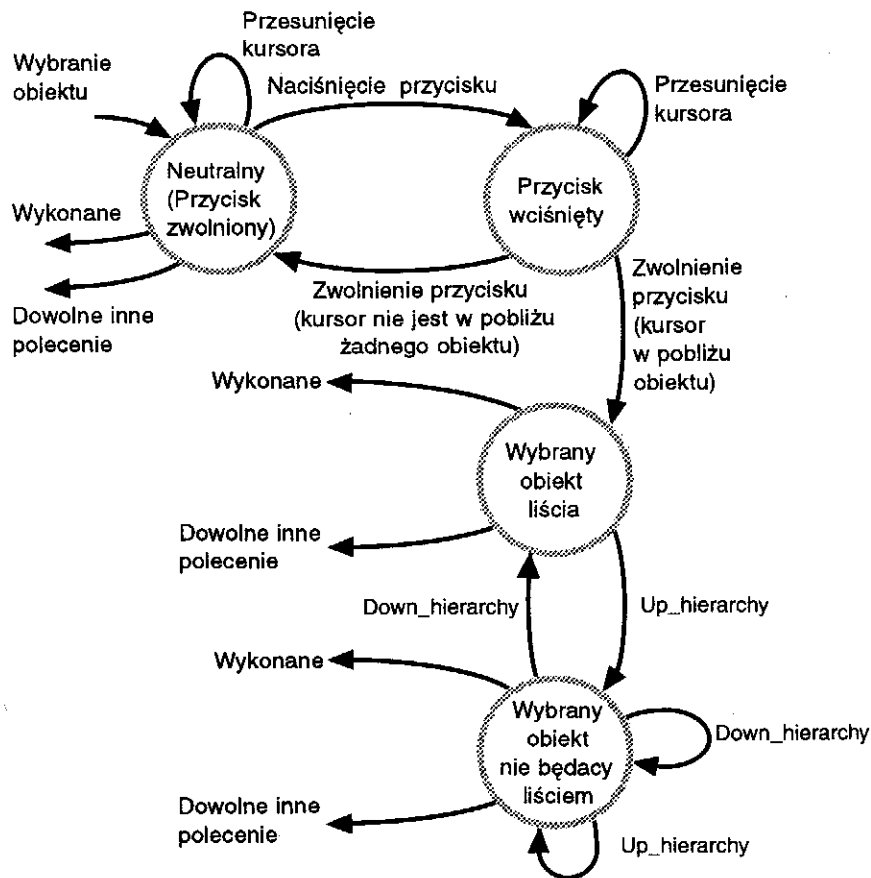 Przesunięcie
kursora
Wybranie
obiektu
Naciśnięcie przycisku
Przesunięcie
kursora
Neutralny
(Przycisk
zwolniony)
Przycisk
wciśnięty
Wykonane
Dowolne inne
polecenie
Zwolnienie przycisku
(kursor nie jest w pobliżu
żadnego obiektu)
Zwolnienie
przycisku
(kursor
w pobliżu
obiektu)
Wykonane
Wybrany
obiekt
liścia
Dowolne inne
polecenie
Down_hierarchy
Up_hierarchy
Wykonane
Wybrany
obiekt
nie będacy
liściem
Down_hierarchy
Dowolne inne
polecenie
Up_hierarchy